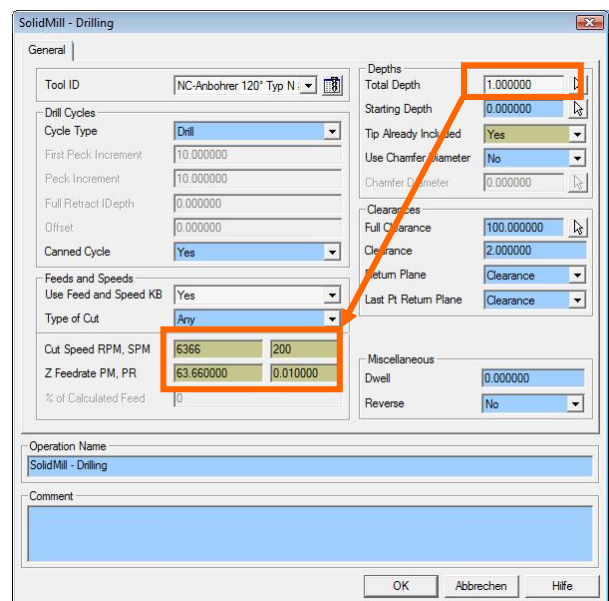 SolidMill - Drilling
General
Tool ID NC-Anbohrer 120° Typ N :
Drill Cycles
Cycle Type Drill
First Peck Increment 10.000000
Peck Increment 10.000000
Full Retract IDepth 0.000000
Offset 0.000000
Canned Cycle Yes
Feeds and Speeds
Use Feed and Speed KB Yes
Type of Cut Any
Cut Speed RPM, SPM 6366 200
Z Feedrate PM, PR 63.660000 0.010000
% of Calculated Feed 0
Depths
Total Depth 1.000000
Starting Depth 0.000000
Tip Already Included Yes
Use Chamfer Diameter No
Chamfer Diameter 0.000000
Clearances
Full Clearance 100.000000
Clearance 2.000000
Return Plane Clearance
Last Pt Return Plane Clearance
Miscellaneous
Dwell 0.000000
Reverse No
Operation Name
SolidMill - Drilling
Comment
OK Abbrechen Hilfe